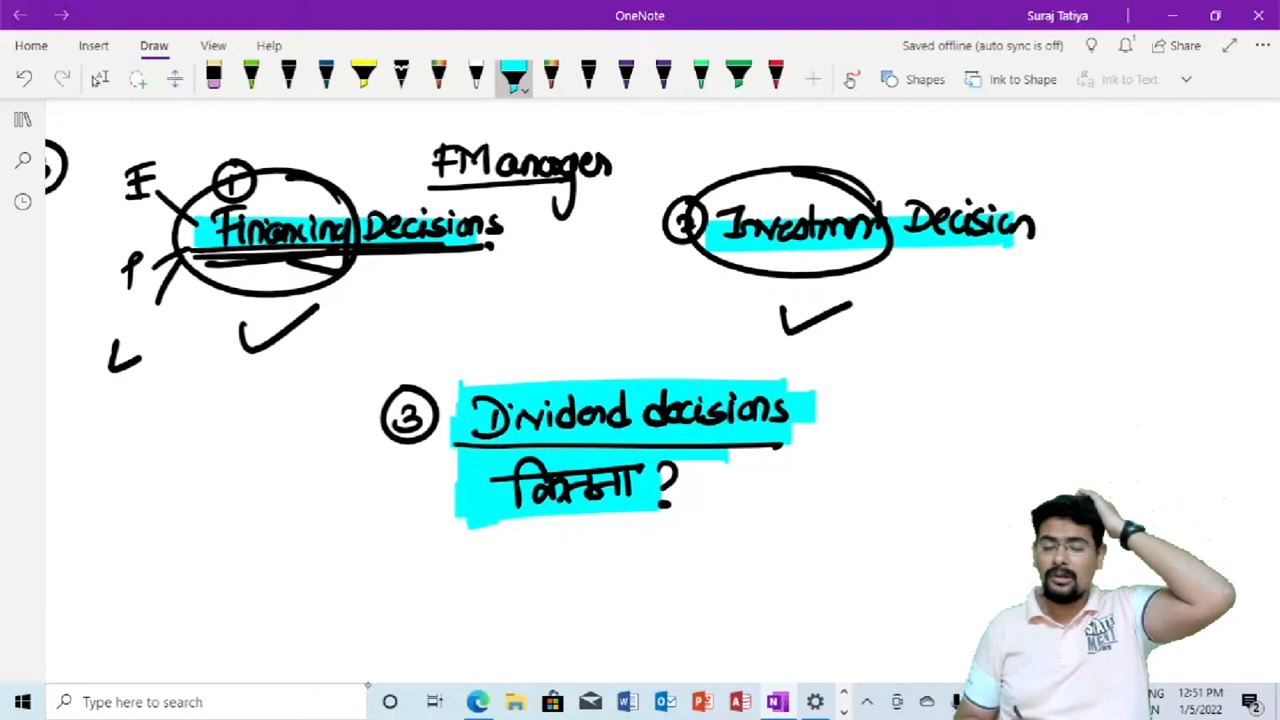 OneNote
Suraj Tatiya
Home Insert Draw View Help
Saved offline (auto sync is off)
Share
Shapes
Ink to Shape
Ink to Text
FManager
E
1
Financing Decisions
P
2 Investment Decision
3 Dividend decisions
कितना ?
Type here to search
12:51 PM
1/5/2022
2